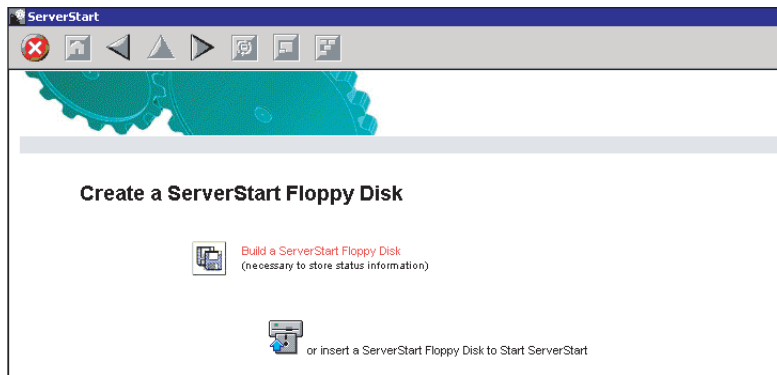 ServerStart
Create a ServerStart Floppy Disk
Build a ServerStart Floppy Disk
(necessary to store status information)
or insert a ServerStart Floppy Disk to Start ServerStart